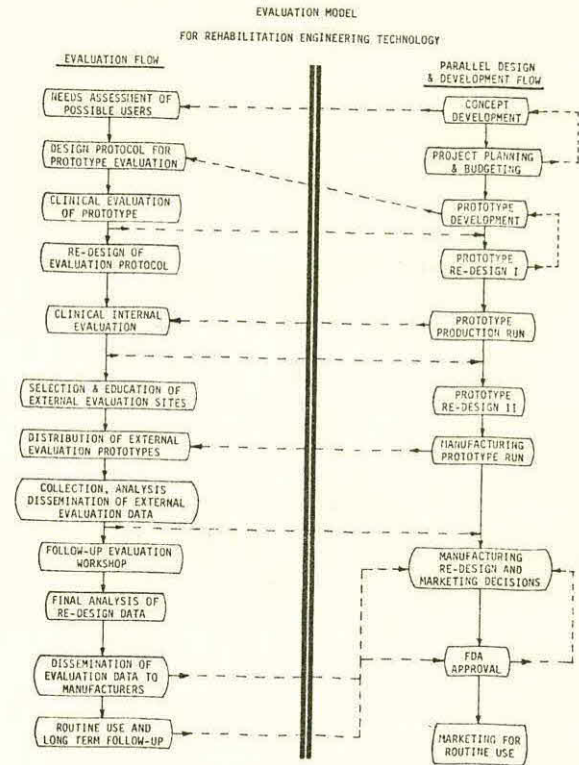 EVALUATION MODEL
FOR REHABILITATION ENGINEERING TECHNOLOGY
EVALUATION FLOW
NEEDS ASSESSMENT OF
POSSIBLE USERS
DESIGN PROTOCOL FOR
PROTOTYPE EVALUATION
CLINICAL EVALUATION
OF PROTOTYPE
RE-DESIGN OF
EVALUATION PROTOCOL
CLINICAL INTERNAL
EVALUATION
SELECTION & EDUCATION OF
EXTERNAL EVALUATION SITES
DISTRIBUTION OF EXTERNAL
EVALUATION PROTOTYPES
COLLECTION, ANALYSIS
DISSEMINATION OF EXTERNAL
EVALUATION DATA
FOLLOW-UP EVALUATION
WORKSHOP
FINAL ANALYSIS OF
RE-DESIGN DATA
DISSEMINATION OF
EVALUATION DATA TO
MANUFACTURERS
ROUTINE USE AND
LONG TERM FOLLOW-UP
PARALLEL DESIGN
& DEVELOPMENT FLOW
CONCEPT
DEVELOPMENT
PROJECT PLANNING
& BUDGETING
PROTOTYPE
DEVELOPMENT
PROTOTYPE
RE-DESIGN I
PROTOTYPE
PRODUCTION RUN
PROTOTYPE
RE-DESIGN II
MANUFACTURING
PROTOTYPE RUN
MANUFACTURING
RE-DESIGN AND
MARKETING DECISIONS
FDA
APPROVAL
MARKETING FOR
ROUTINE USE